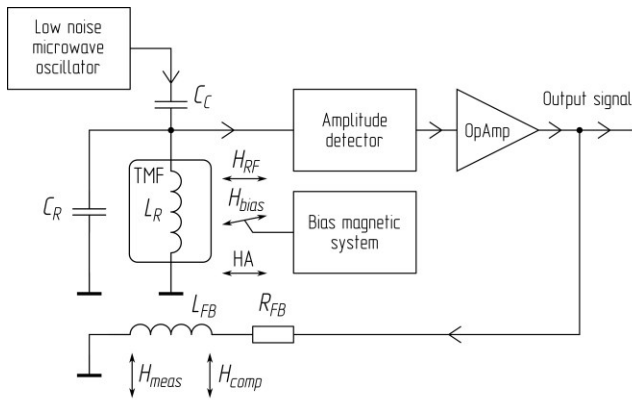 Low noise
microwave
oscillator
C_C
Output signal
Amplitude
detector
OpAmp
TMF
H_RF
C_R
L_R
H_bias
Bias magnetic
system
HA
L_FB
R_FB
H_meas
H_comp